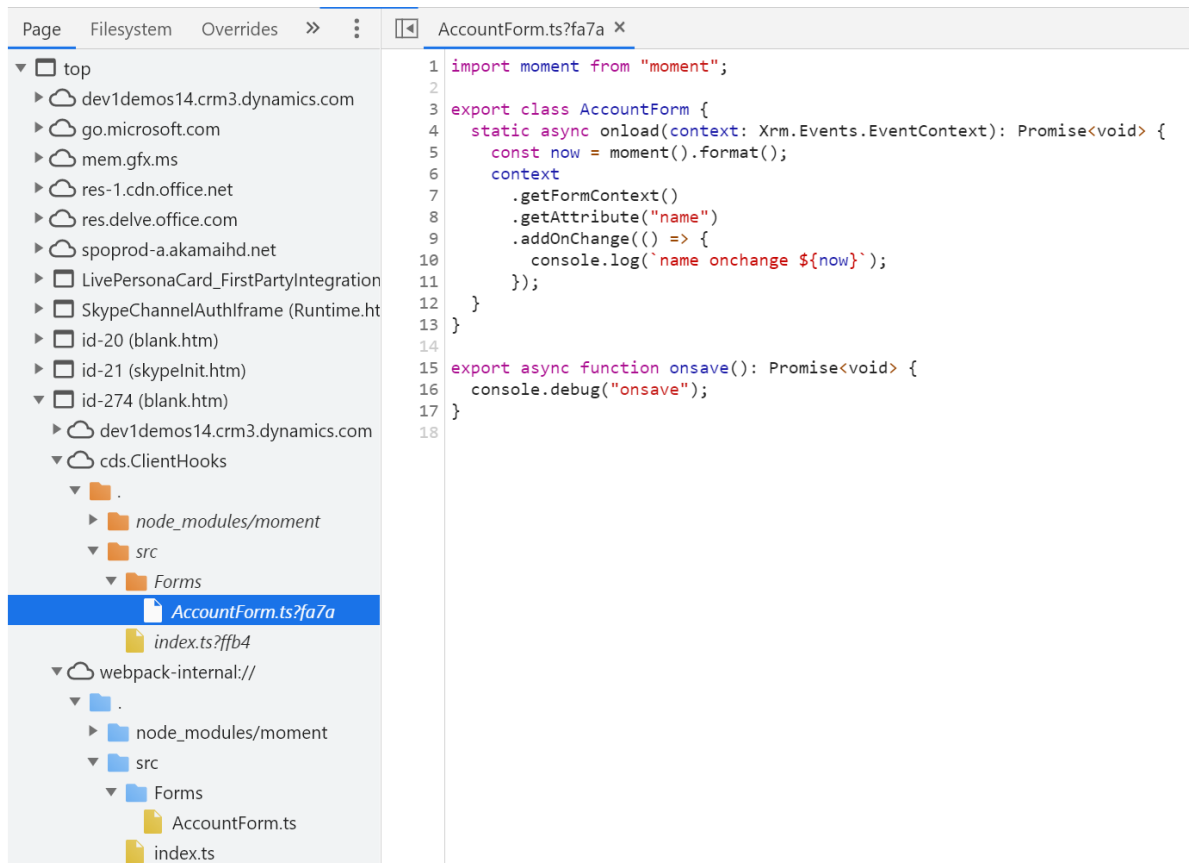 Page Filesystem Overrides »
AccountForm.ts?fa7a ×
top
dev1demos14.crm3.dynamics.com
go.microsoft.com
mem.gfx.ms
res-1.cdn.office.net
res.delve.office.com
spoprod-a.akamaihd.net
LivePersonaCard_FirstPartyIntegration
SkypeChannelAuthIframe (Runtime.ht
id-20 (blank.htm)
id-21 (skypeInit.htm)
id-274 (blank.htm)
dev1demos14.crm3.dynamics.com
cds.ClientHooks
.
node_modules/moment
src
Forms
AccountForm.ts?fa7a
index.ts?ffb4
webpack-internal://
.
node_modules/moment
src
Forms
AccountForm.ts
index.ts
1 import moment from "moment";
2
3 export class AccountForm {
4   static async onload(context: Xrm.Events.EventContext): Promise<void> {
5     const now = moment().format();
6     context
7       .getFormContext()
8       .getAttribute("name")
9       .addOnChange(() => {
10         console.log(`name onchange ${now}`);
11       });
12   }
13 }
14
15 export async function onsave(): Promise<void> {
16   console.debug("onsave");
17 }
18